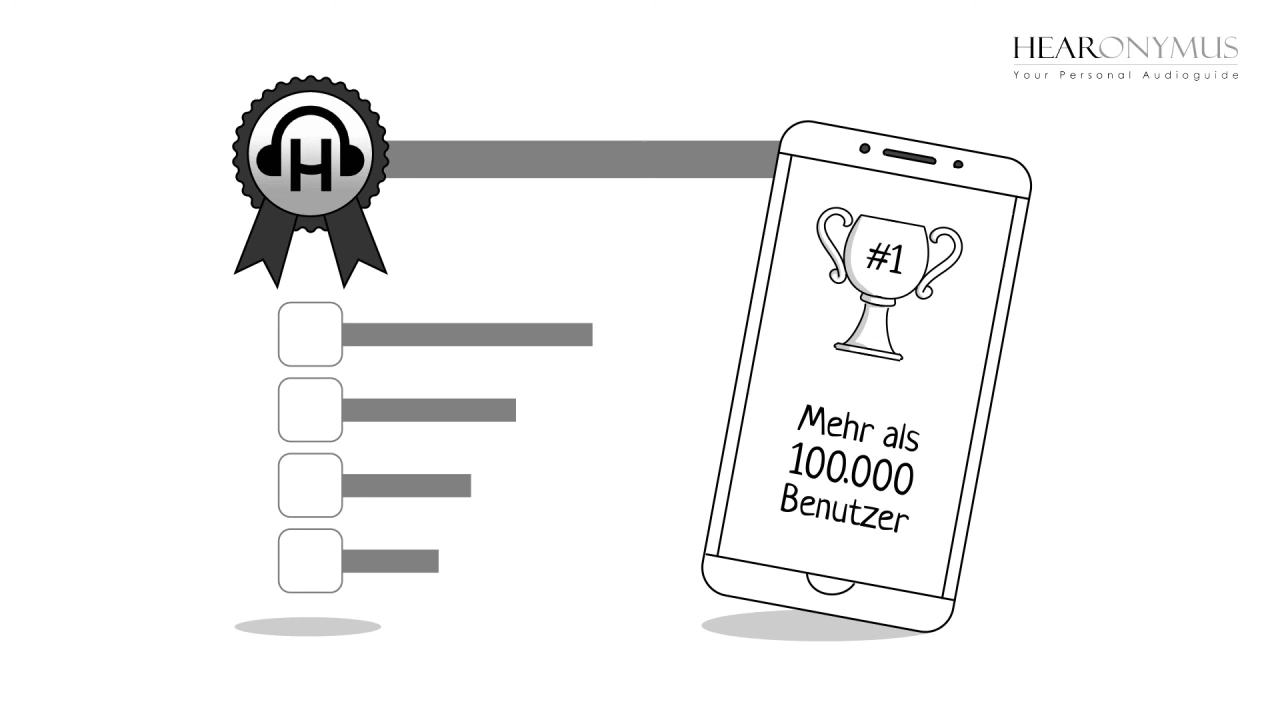 HEARONYMUS
Your Personal Audioguide
H
#1
Mehr als
100.000
Benutzer